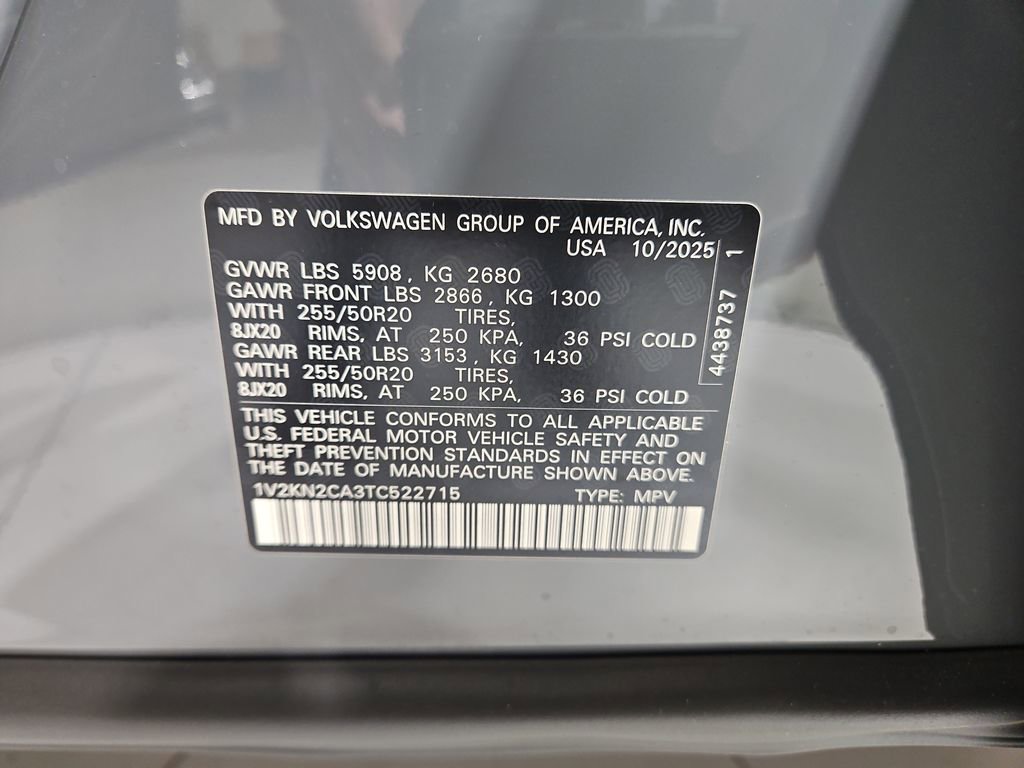 MFD BY VOLKSWAGEN GROUP OF AMERICA, INC.
USA 10/2025
GVWR LBS 5908, KG 2680
GAWR FRONT LBS 2866, KG 1300
WITH 255/50R20 TIRES,
8JX20 RIMS, AT 250 KPA, 36 PSI COLD
GAWR REAR LBS 3153, KG 1430
WITH 255/50R20 TIRES,
8JX20 RIMS, AT 250 KPA, 36 PSI COLD
4438737 1
THIS VEHICLE CONFORMS TO ALL APPLICABLE
U.S. FEDERAL MOTOR VEHICLE SAFETY AND
THEFT PREVENTION STANDARDS IN EFFECT ON
THE DATE OF MANUFACTURE SHOWN ABOVE.
1V2KN2CA3TC522715 TYPE: MPV